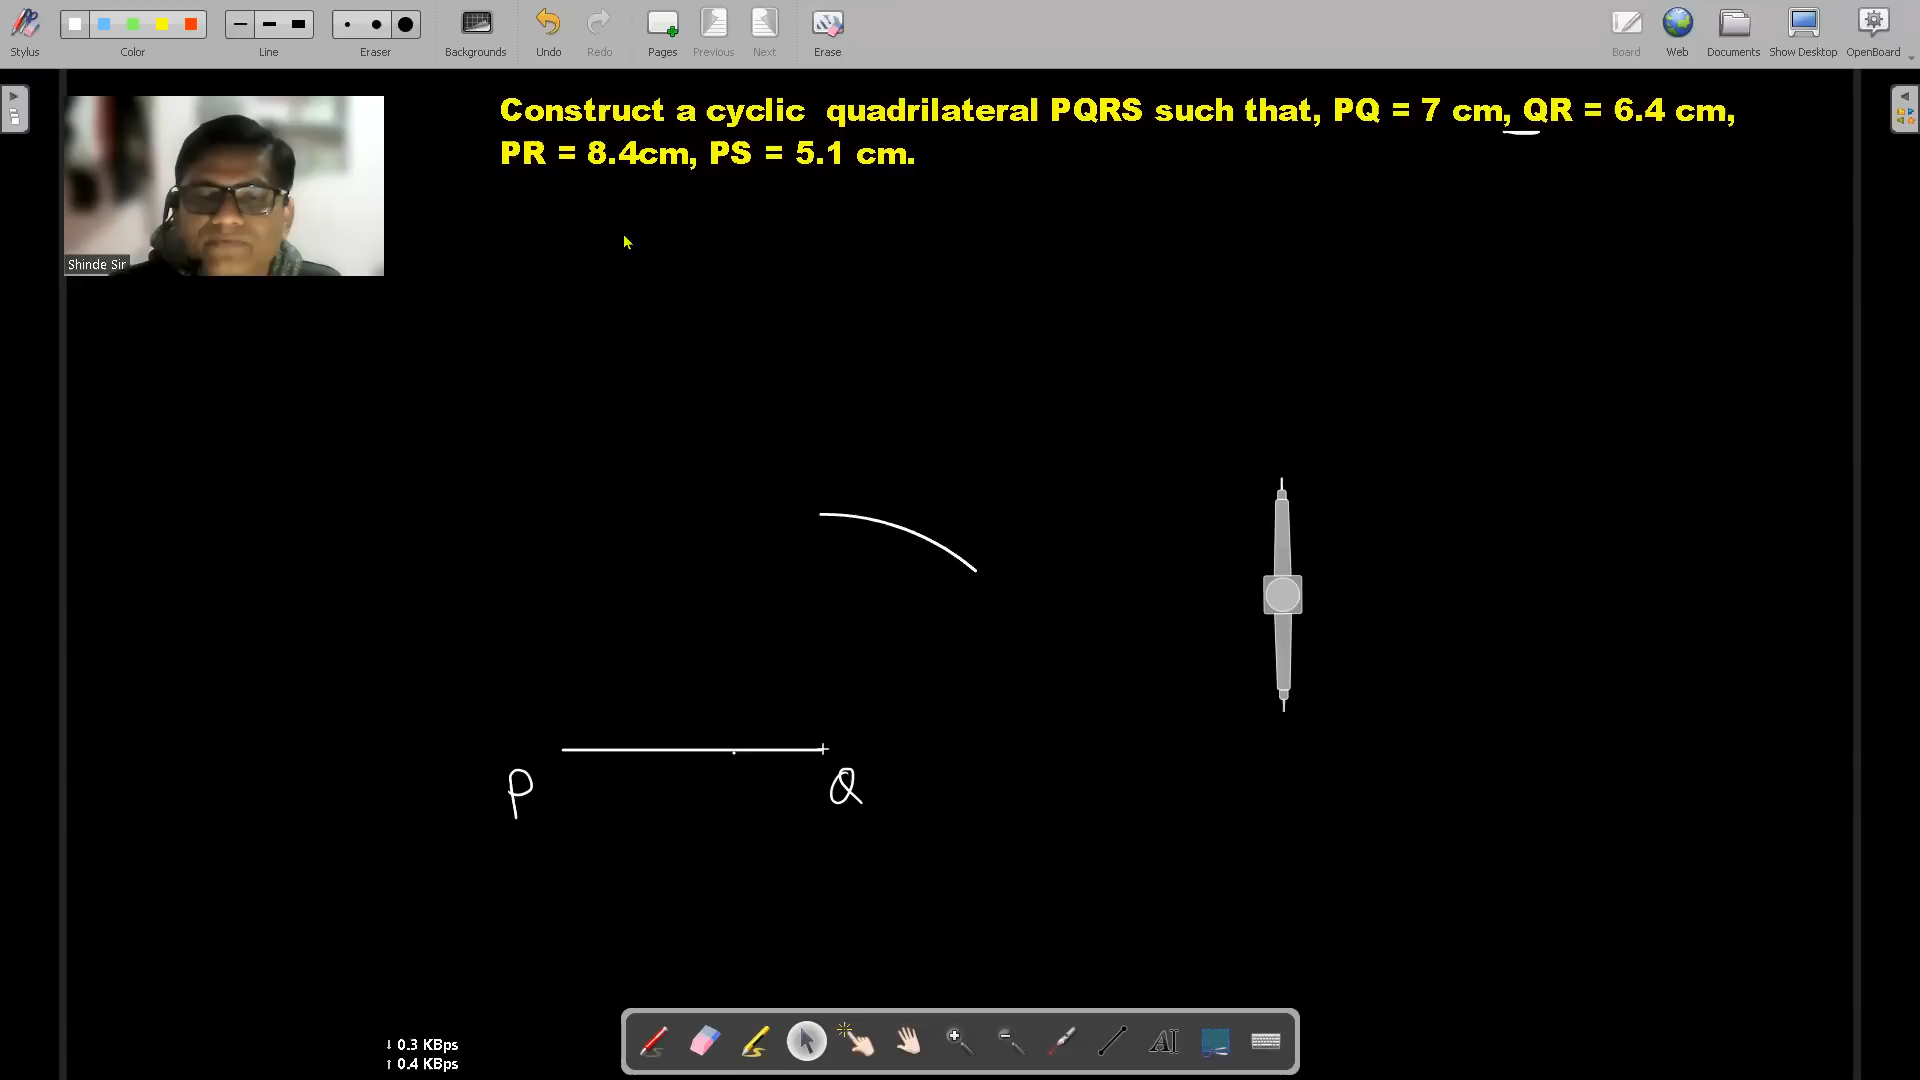 Stylus Color Line Eraser Backgrounds Undo Redo Pages Previous Next Erase Board Web Documents Show Desktop OpenBoard
Construct a cyclic quadrilateral PQRS such that, PQ = 7 cm, QR = 6.4 cm,
PR = 8.4cm, PS = 5.1 cm.
Shinde Sir
P Q
↓ 0.3 KBps
↑ 0.4 KBps
AI